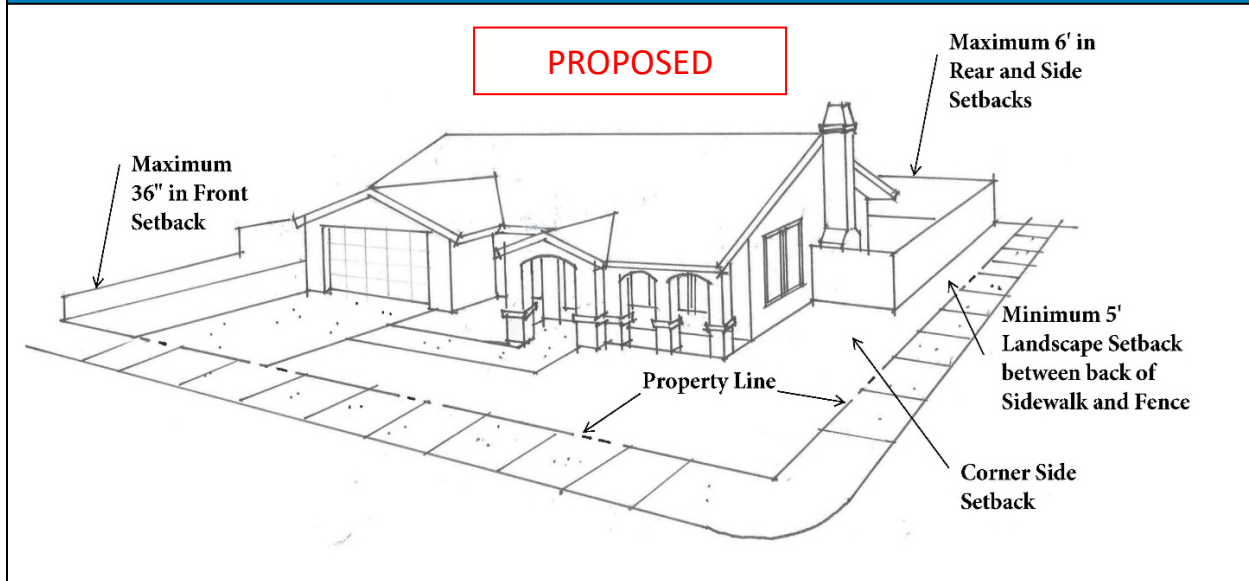 PROPOSED
Maximum 6' in
Rear and Side
Setbacks
Maximum
36" in Front
Setback
Minimum 5'
Landscape Setback
between back of
Sidewalk and Fence
Property Line
Corner Side
Setback